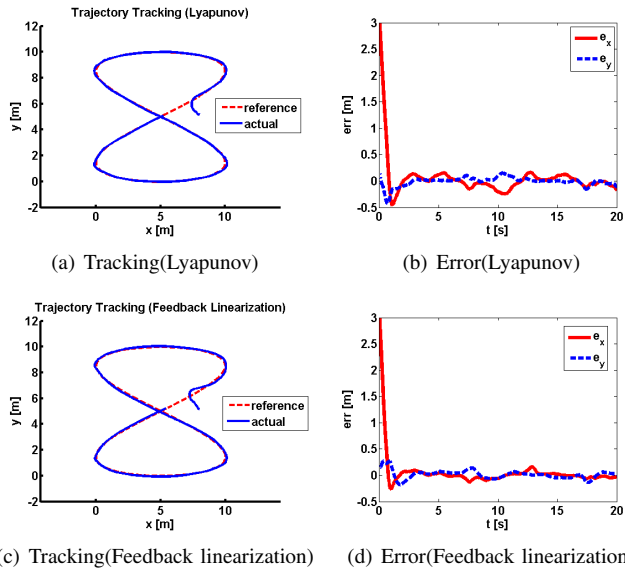 Trajectory Tracking (Lyapunov)
y [m]
12
10
8
6
4
2
0
-2
0
5
10
x [m]
reference
actual
(a) Tracking(Lyapunov)
err [m]
3
2.5
2
1.5
1
0.5
0
-0.5
0
5
10
15
20
t [s]
e_x
e_y
(b) Error(Lyapunov)
Trajectory Tracking (Feedback Linearization)
y [m]
12
10
8
6
4
2
0
-2
0
5
10
x [m]
reference
actual
(c) Tracking(Feedback linearization)
err [m]
3
2.5
2
1.5
1
0.5
0
-0.5
0
5
10
15
20
t [s]
e_x
e_y
(d) Error(Feedback linearization